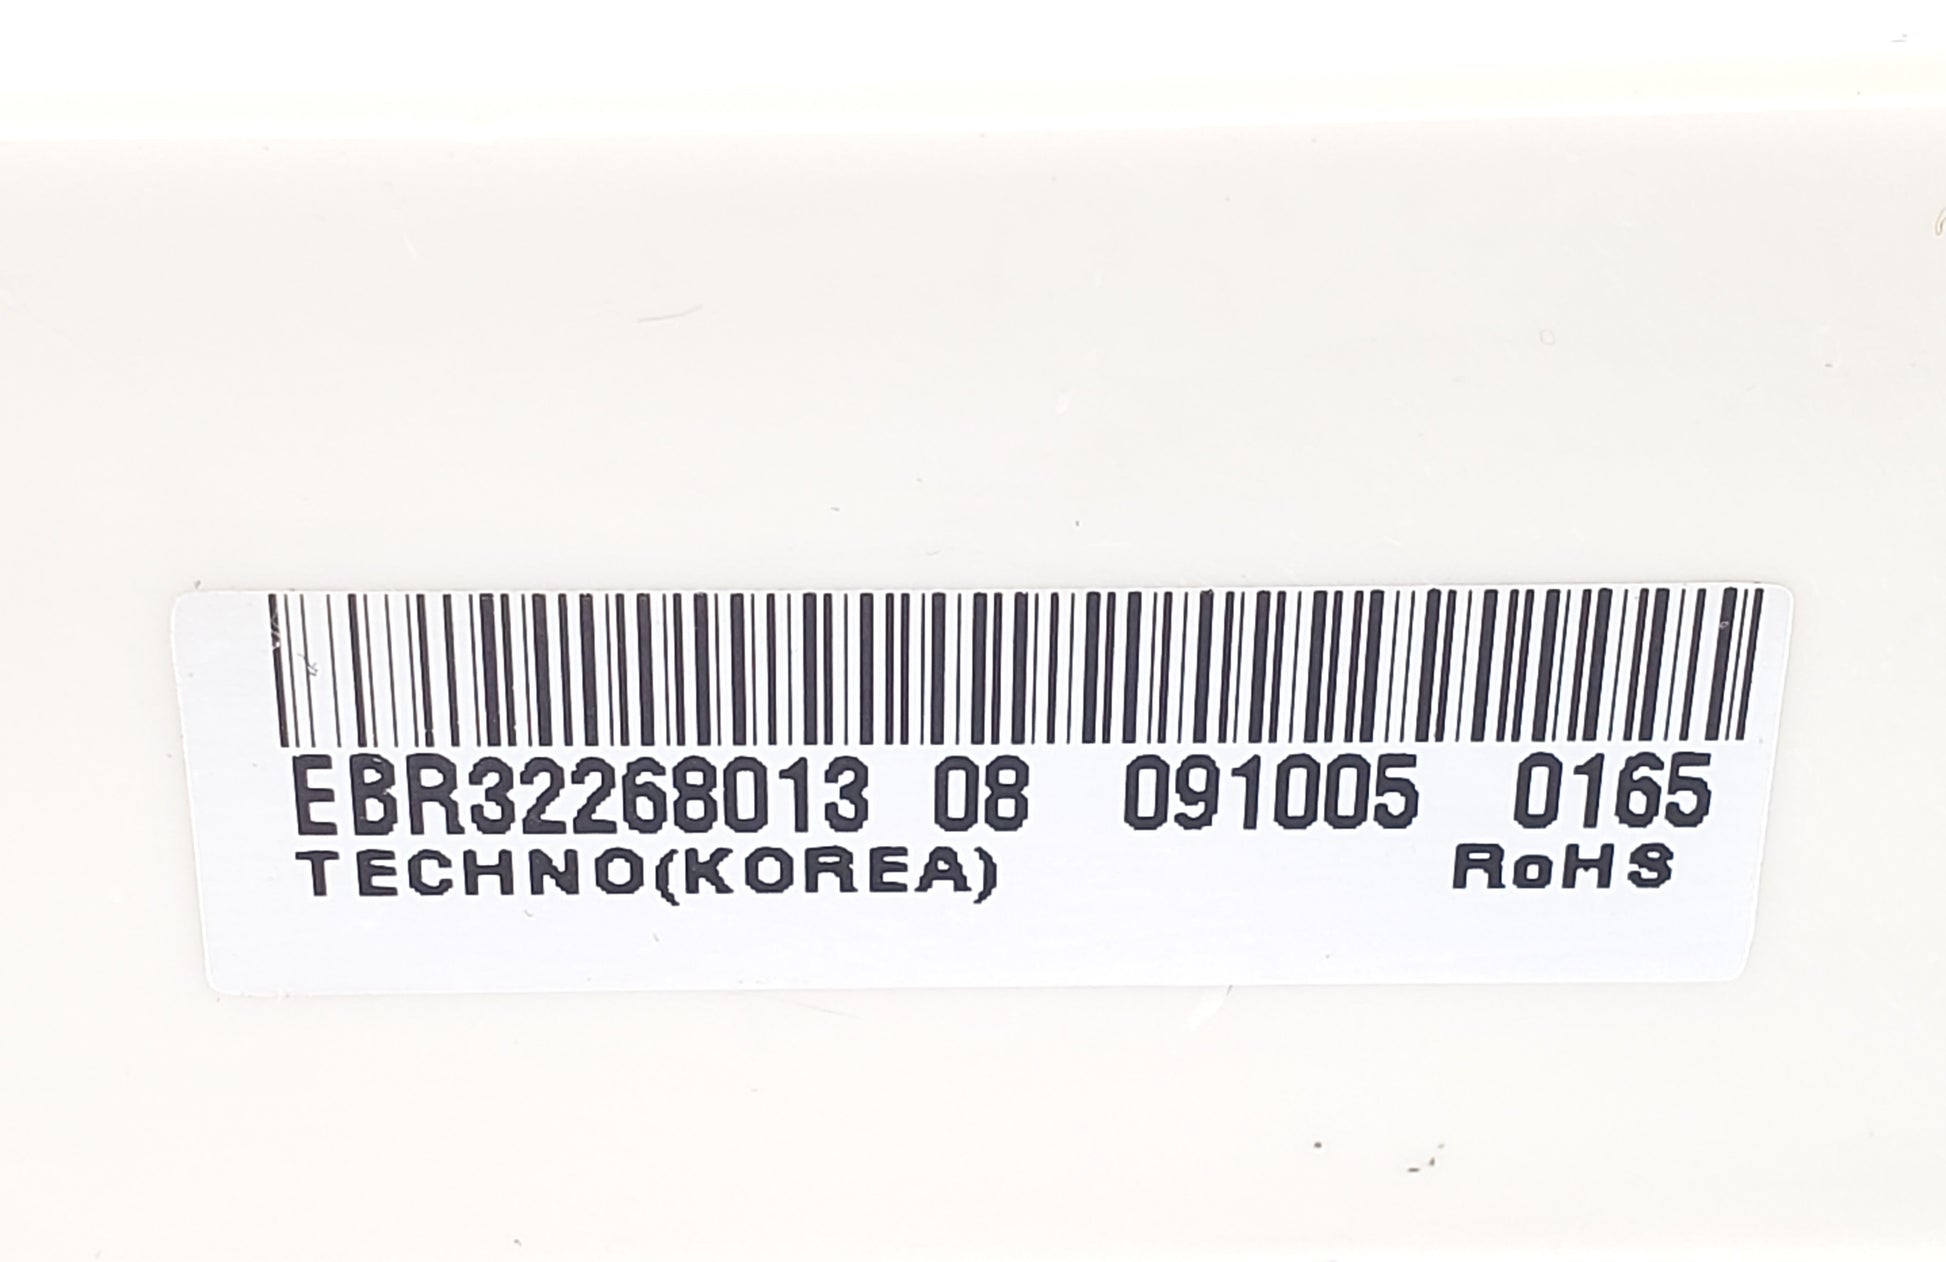 EBR32268013 08 091005 0165
TECHNO(KOREA) RoHS